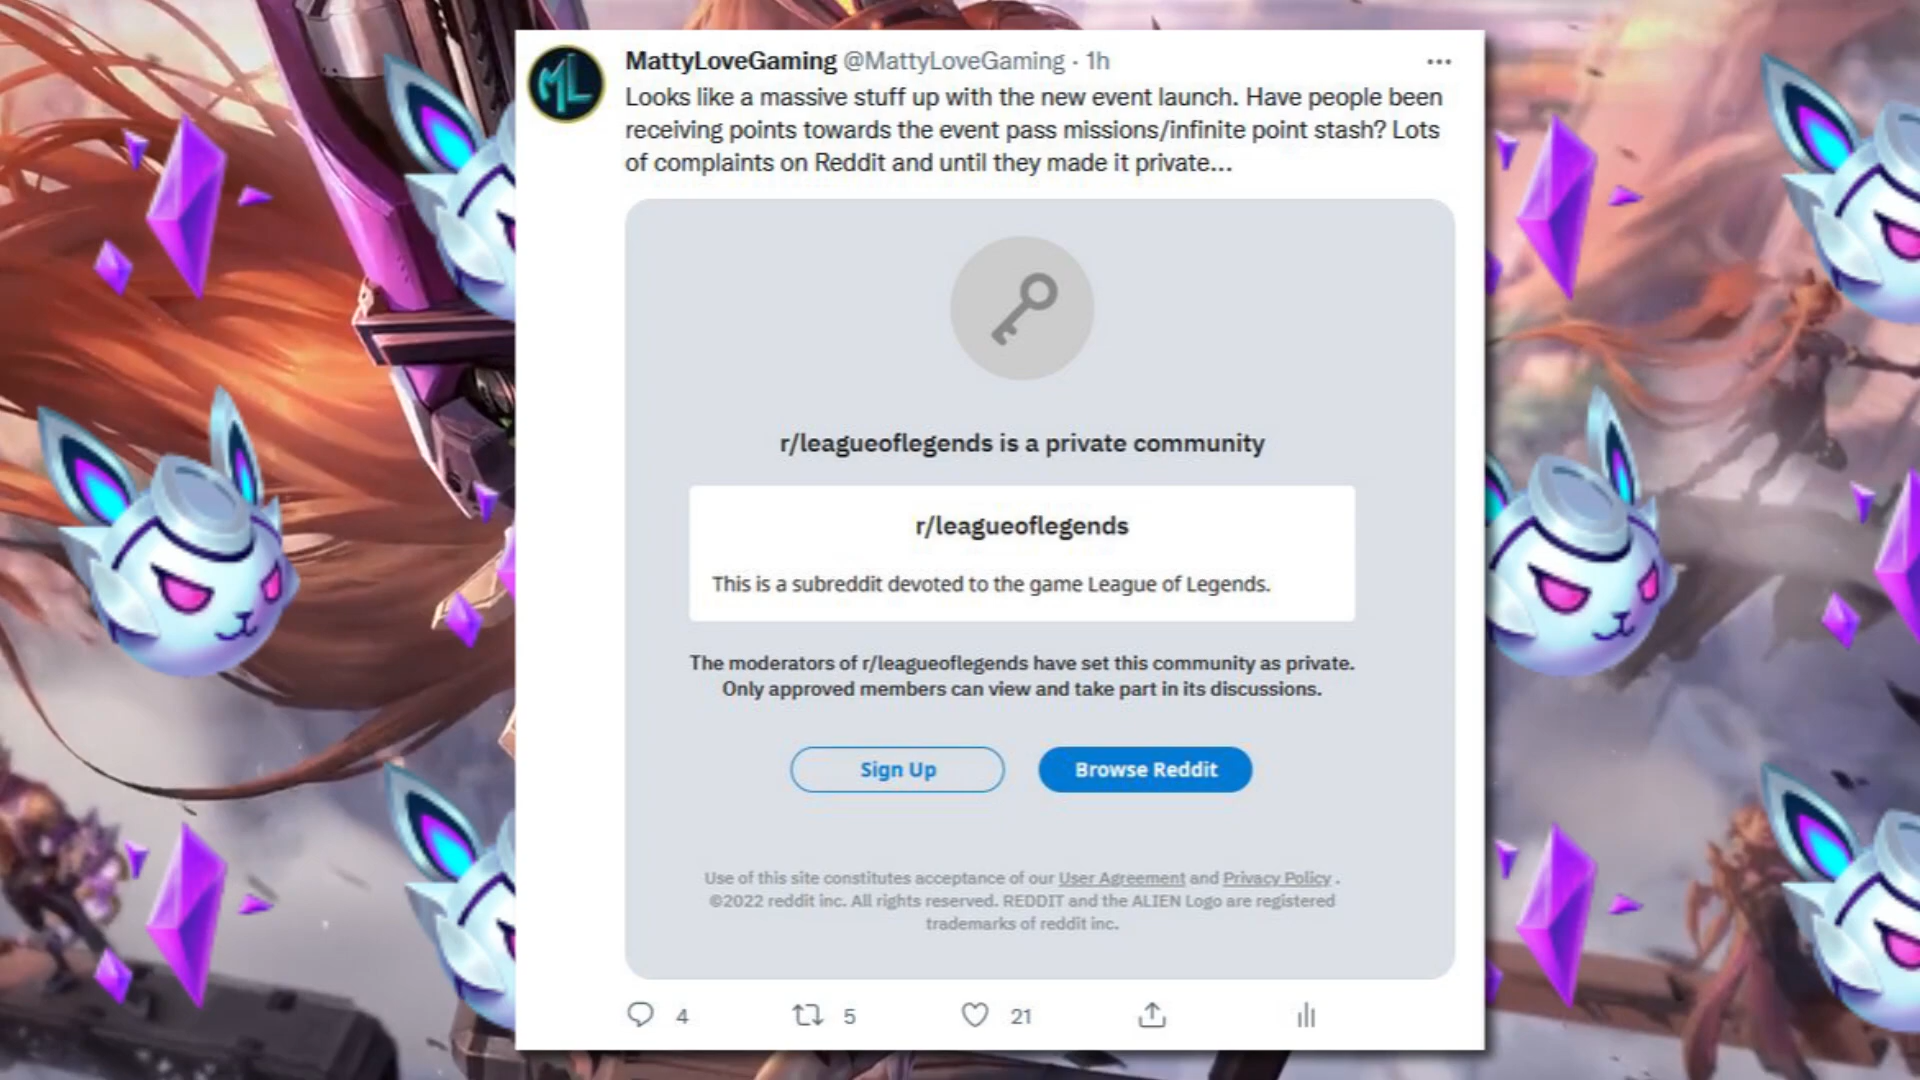 ML
MattyLoveGaming @MattyLoveGaming · 1h
Looks like a massive stuff up with the new event launch. Have people been
receiving points towards the event pass missions/infinite point stash? Lots
of complaints on Reddit and until they made it private...
r/leagueoflegends is a private community
r/leagueoflegends
This is a subreddit devoted to the game League of Legends.
The moderators of r/leagueoflegends have set this community as private.
Only approved members can view and take part in its discussions.
Sign Up Browse Reddit
Use of this site constitutes acceptance of our User Agreement and Privacy Policy .
©2022 reddit inc. All rights reserved. REDDIT and the ALIEN Logo are registered
trademarks of reddit inc.
4 5 21